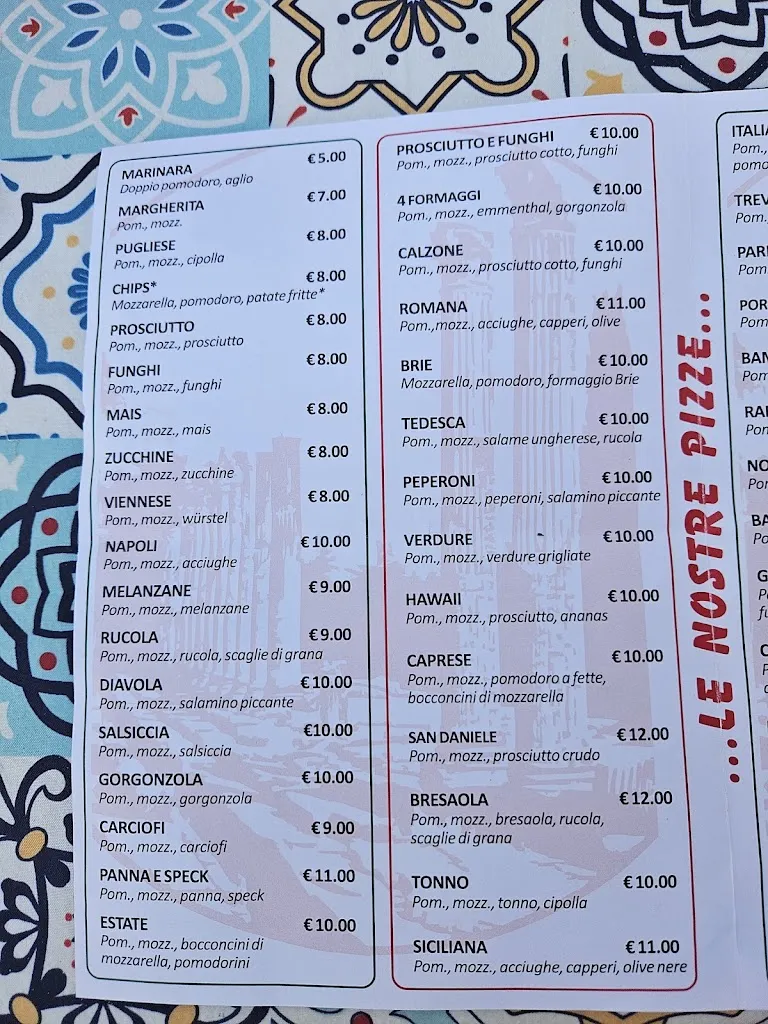 MARINARA €5.00
Doppio pomodoro, aglio
MARGHERITA €7.00
Pom., mozz.
PUGLIESE €8.00
Pom., mozz., cipolla
CHIPS* €8.00
Mozzarella, pomodoro, patate fritte*
PROSCIUTTO €8.00
Pom., mozz., prosciutto
FUNGHI €8.00
Pom., mozz., funghi
MAIS €8.00
Pom., mozz., mais
ZUCCHINE €8.00
Pom., mozz., zucchine
VIENNESE €8.00
Pom., mozz., würstel
NAPOLI €10.00
Pom., mozz., acciughe
MELANZANE €9.00
Pom., mozz., melanzane
RUCOLA €9.00
Pom., mozz., rucola, scaglie di grana
DIAVOLA €10.00
Pom., mozz., salamino piccante
SALSICCIA €10.00
Pom., mozz., salsiccia
GORGONZOLA €10.00
Pom., mozz., gorgonzola
CARCIOFI €9.00
Pom., mozz., carciofi
PANNA E SPECK €11.00
Pom., mozz., panna, speck
ESTATE €10.00
Pom., mozz., bocconcini di
mozzarella, pomodorini
PROSCIUTTO E FUNGHI €10.00
Pom., mozz., prosciutto cotto, funghi
4 FORMAGGI €10.00
Pom., mozz., emmenthal, gorgonzola
CALZONE €10.00
Pom., mozz., prosciutto cotto, funghi
ROMANA €11.00
Pom.,mozz., acciughe, capperi, olive
BRIE €10.00
Mozzarella, pomodoro, formaggio Brie
TEDESCA €10.00
Pom., mozz., salame ungherese, rucola
PEPERONI €10.00
Pom., mozz., peperoni, salamino piccante
VERDURE €10.00
Pom., mozz., verdure grigliate
HAWAII €10.00
Pom., mozz., prosciutto, ananas
CAPRESE €10.00
Pom., mozz., pomodoro a fette,
bocconcini di mozzarella
SAN DANIELE €12.00
Pom., mozz., prosciutto crudo
BRESAOLA €12.00
Pom., mozz., bresaola, rucola,
scaglie di grana
TONNO €10.00
Pom., mozz., tonno, cipolla
SICILIANA €11.00
Pom., mozz., acciughe, capperi, olive nere
...LE NOSTRE PIZZE...